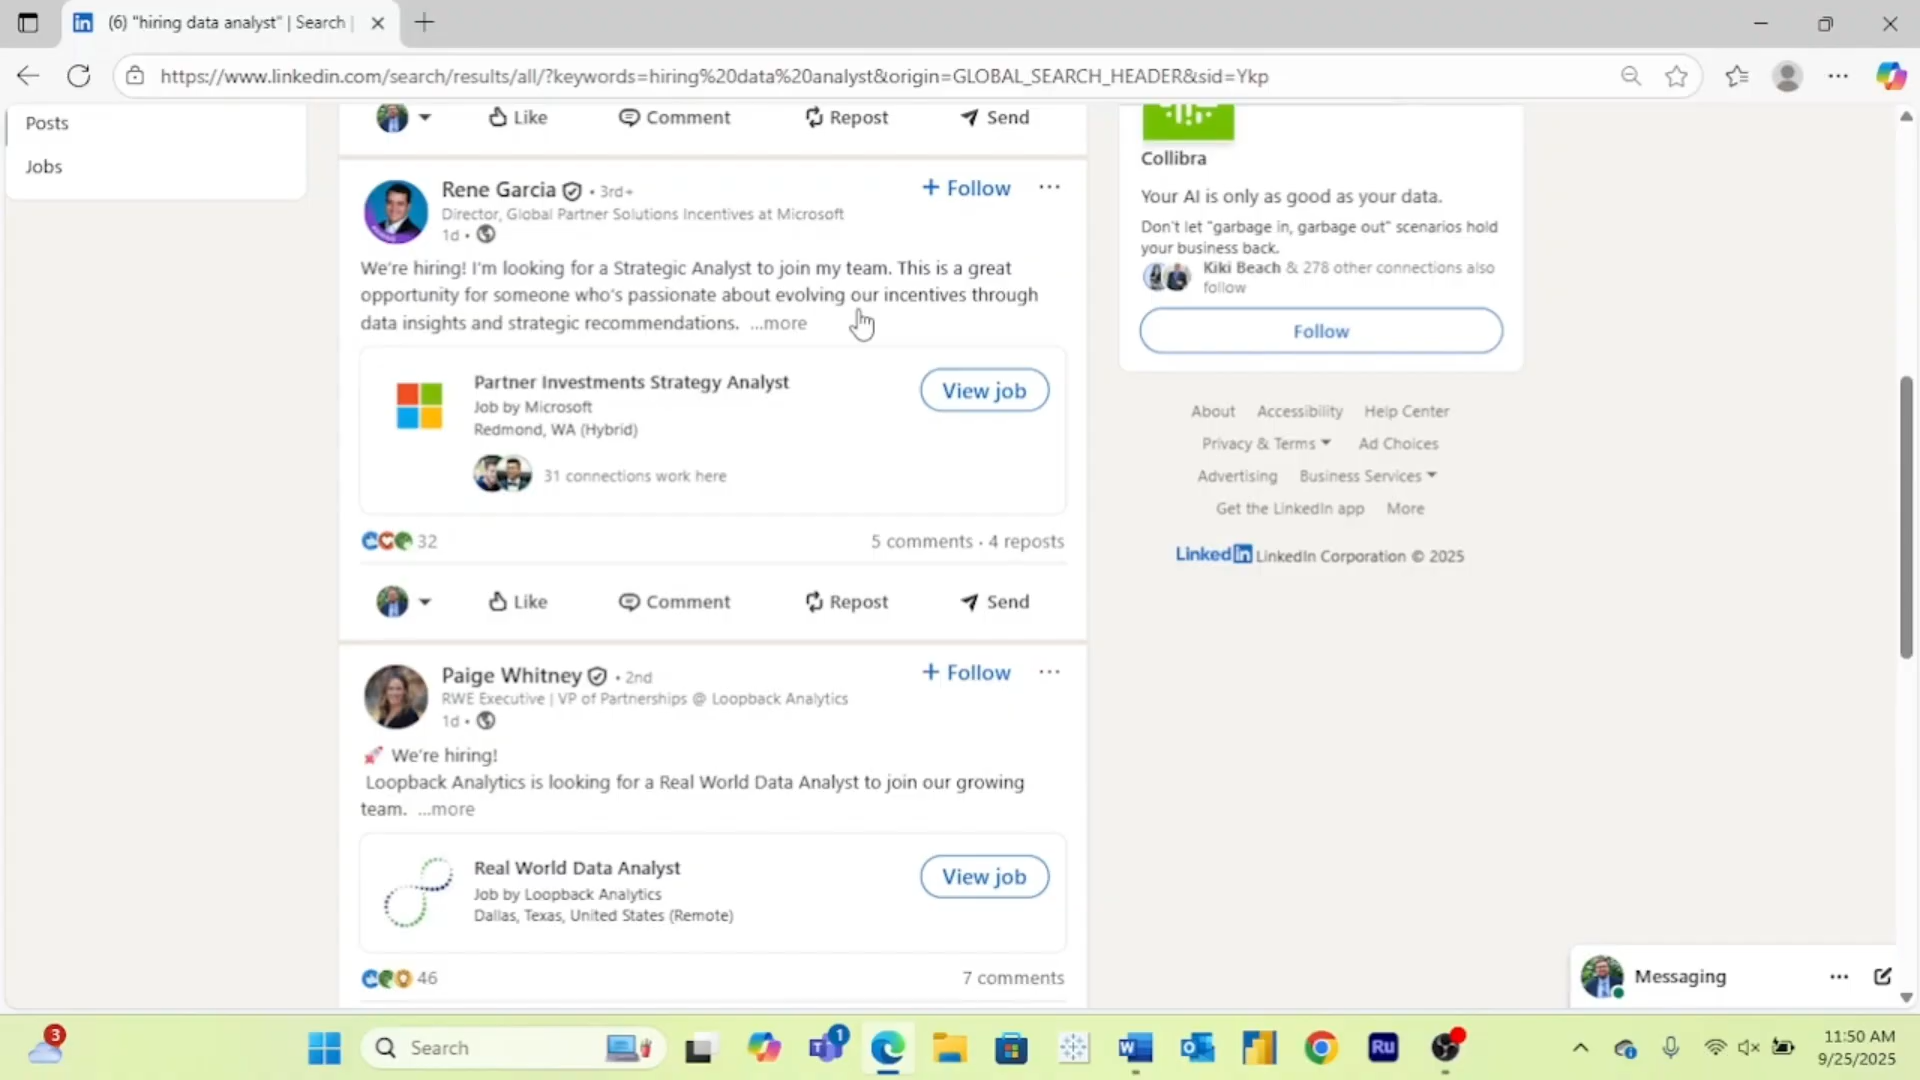 (6) "hiring data analyst" | Search |
https://www.linkedin.com/search/results/all/?keywords=hiring%20data%20analyst&origin=GLOBAL_SEARCH_HEADER&sid=Ykp
Posts
Jobs
Like Comment Repost Send
Rene Garcia • 3rd+
+ Follow ...
Director, Global Partner Solutions Incentives at Microsoft
1d •
We're hiring! I'm looking for a Strategic Analyst to join my team. This is a great
opportunity for someone who's passionate about evolving our incentives through
data insights and strategic recommendations. ...more
Partner Investments Strategy Analyst
Job by Microsoft
Redmond, WA (Hybrid)
View job
31 connections work here
32
5 comments · 4 reposts
Like Comment Repost Send
Paige Whitney • 2nd
+ Follow ...
RWE Executive | VP of Partnerships @ Loopback Analytics
1d •
We're hiring!
Loopback Analytics is looking for a Real World Data Analyst to join our growing
team. ...more
Real World Data Analyst
Job by Loopback Analytics
Dallas, Texas, United States (Remote)
View job
46
7 comments
Collibra
Your AI is only as good as your data.
Don't let "garbage in, garbage out" scenarios hold
your business back.
Kiki Beach & 278 other connections also
follow
Follow
About Accessibility Help Center
Privacy & Terms Ad Choices
Advertising Business Services
Get the LinkedIn app More
Linkedin LinkedIn Corporation © 2025
Messaging ...
3
Search
1
W
Ru
11:50 AM
9/25/2025